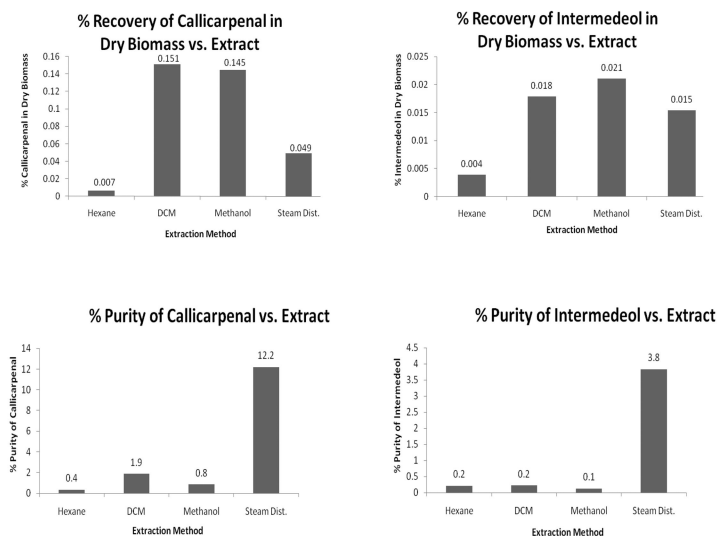 % Recovery of Callicarpenal in
Dry Biomass vs. Extract
% Callicarpenal in Dry Biomass
0.16
0.14
0.12
0.1
0.08
0.06
0.04
0.02
0
0.007
0.151
0.145
0.049
Hexane
DCM
Methanol
Steam Dist.
Extraction Method
% Recovery of Intermedeol in
Dry Biomass vs. Extract
% Intermedeol in Dry Biomass
0.025
0.02
0.015
0.01
0.005
0
0.004
0.018
0.021
0.015
Hexane
DCM
Methanol
Steam Dist.
Extraction Method
% Purity of Callicarpenal vs. Extract
% Purity of Callicarpenal
14
12
10
8
6
4
2
0
0.4
1.9
0.8
12.2
Hexane
DCM
Methanol
Steam Dist.
Extraction Method
% Purity of Intermedeol vs. Extract
% Purity of Intermedeol
4.5
4
3.5
3
2.5
2
1.5
1
0.5
0
0.2
0.2
0.1
3.8
Hexane
DCM
Methanol
Steam Dist.
Extraction Method